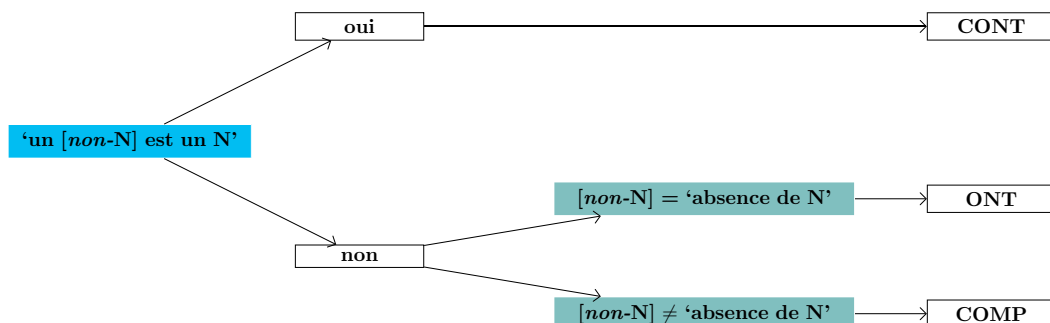 oui
CONT
‘un [non-N] est un N’
[non-N] = ‘absence de N’
ONT
non
[non-N] ≠ ‘absence de N’
COMP